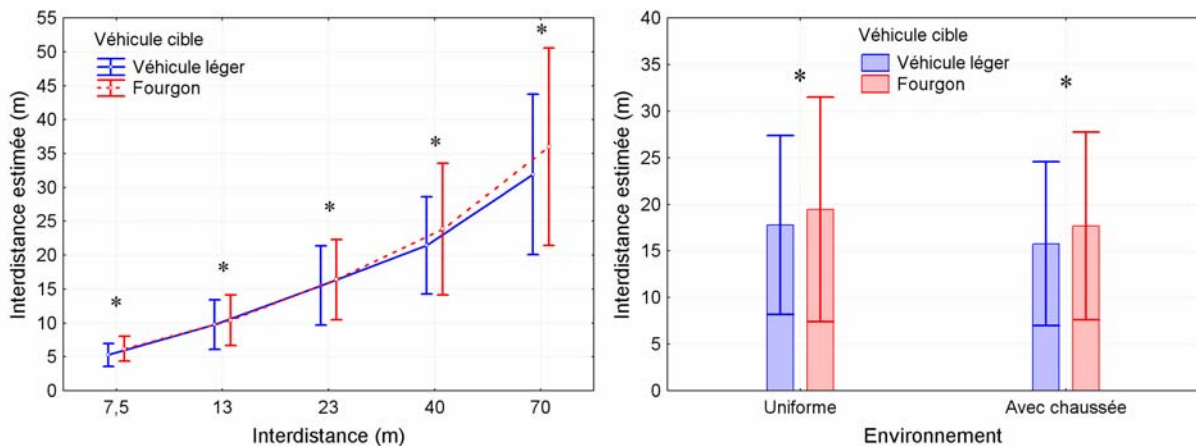 Interdistance estimée (m)
55
50
45
40
35
30
25
20
15
10
5
0
Véhicule cible
Véhicule léger
Fourgon
*
*
*
*
*
7,5 13 23 40 70
Interdistance (m)
Interdistance estimée (m)
40
35
30
25
20
15
10
5
0
Véhicule cible
Véhicule léger
Fourgon
*
*
Uniforme Avec chaussée
Environnement